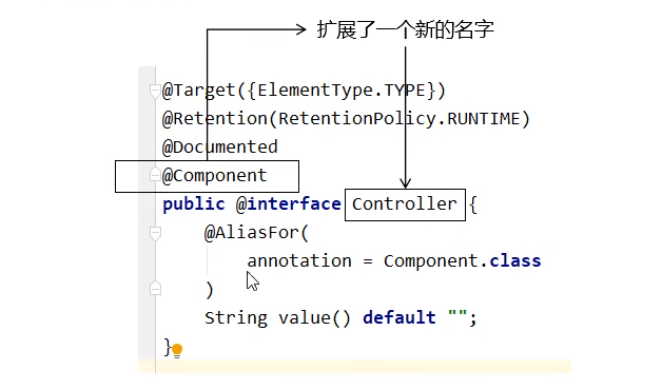 扩展了一个新的名字
@Target({ElementType.TYPE})
@Retention(RetentionPolicy.RUNTIME)
@Documented
@Component
public @interface Controller {
@AliasFor(
annotation = Component.class
)
String value() default "";
}